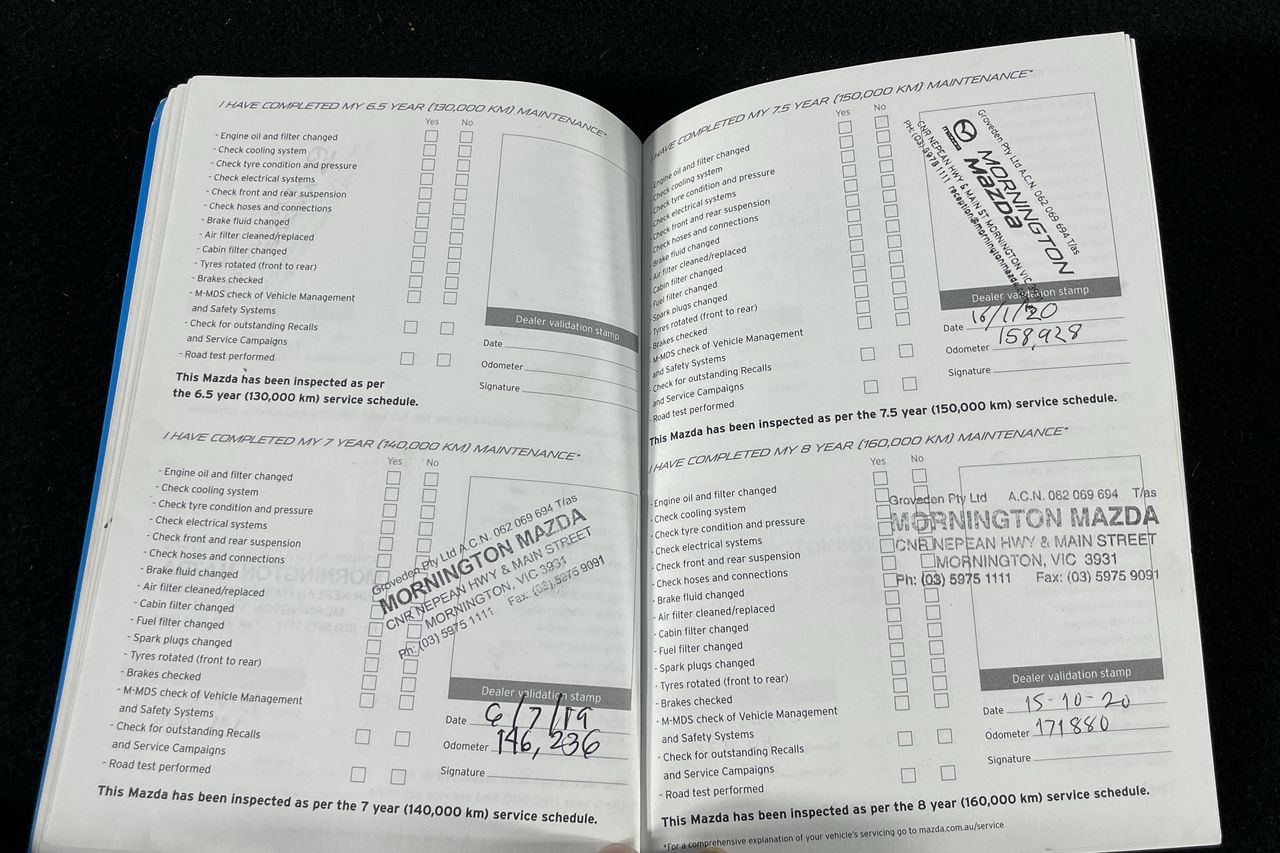 I HAVE COMPLETED MY 6.5 YEAR (130,000 KM) MAINTENANCE*
Yes No
- Engine oil and filter changed
- Check cooling system
- Check tyre condition and pressure
- Check electrical systems
- Check front and rear suspension
- Check hoses and connections
- Brake fluid changed
- Air filter cleaned/replaced
- Cabin filter changed
- Tyres rotated (front to rear)
- Brakes checked
- M-MDS check of Vehicle Management
and Safety Systems
- Check for outstanding Recalls
and Service Campaigns
- Road test performed
Dealer validation stamp
Date
Odometer
Signature
This Mazda has been inspected as per
the 6.5 year (130,000 km) service schedule.
I HAVE COMPLETED MY 7 YEAR (140,000 KM) MAINTENANCE*
Yes No
- Engine oil and filter changed
- Check cooling system
- Check tyre condition and pressure
- Check electrical systems
- Check front and rear suspension
- Check hoses and connections
- Brake fluid changed
- Air filter cleaned/replaced
- Cabin filter changed
- Fuel filter changed
- Spark plugs changed
- Tyres rotated (front to rear)
- Brakes checked
- M-MDS check of Vehicle Management
and Safety Systems
- Check for outstanding Recalls
and Service Campaigns
- Road test performed
Groveden Pty Ltd A.C.N. 062 069 694 T/as
MORNINGTON MAZDA
CNR NEPEAN HWY & MAIN STREET
MORNINGTON, VIC 3931
Ph: (03) 5975 1111 Fax: (03) 5975 9091
Dealer validation stamp
Date 6/7/19
Odometer 146,236
Signature
This Mazda has been inspected as per the 7 year (140,000 km) service schedule.
I HAVE COMPLETED MY 7.5 YEAR (150,000 KM) MAINTENANCE*
Yes No
- Engine oil and filter changed
- Check cooling system
- Check tyre condition and pressure
- Check electrical systems
- Check front and rear suspension
- Check hoses and connections
- Brake fluid changed
- Air filter cleaned/replaced
- Cabin filter changed
- Fuel filter changed
- Spark plugs changed
- Tyres rotated (front to rear)
- Brakes checked
- M-MDS check of Vehicle Management
and Safety Systems
- Check for outstanding Recalls
and Service Campaigns
- Road test performed
Groveden Pty Ltd A.C.N. 062 069 694 T/as
mazda
MORNINGTON
mazda
CNR NEPEAN HWY & MAIN ST MORNINGTON VIC
Dealer validation stamp
Date 16/1/20
Odometer 158,928
Signature
This Mazda has been inspected as per the 7.5 year (150,000 km) service schedule.
I HAVE COMPLETED MY 8 YEAR (160,000 KM) MAINTENANCE*
Yes No
- Engine oil and filter changed
- Check cooling system
- Check tyre condition and pressure
- Check electrical systems
- Check front and rear suspension
- Check hoses and connections
- Brake fluid changed
- Air filter cleaned/replaced
- Cabin filter changed
- Fuel filter changed
- Spark plugs changed
- Tyres rotated (front to rear)
- Brakes checked
- M-MDS check of Vehicle Management
and Safety Systems
- Check for outstanding Recalls
and Service Campaigns
- Road test performed
Groveden Pty Ltd A.C.N. 062 069 694 T/as
MORNINGTON MAZDA
CNR NEPEAN HWY & MAIN STREET
MORNINGTON, VIC 3931
Ph: (03) 5975 1111 Fax: (03) 5975 9091
Dealer validation stamp
Date 15-10-20
Odometer 171880
Signature
This Mazda has been inspected as per the 8 year (160,000 km) service schedule.
*For a comprehensive explanation of your vehicle's servicing go to mazda.com.au/service